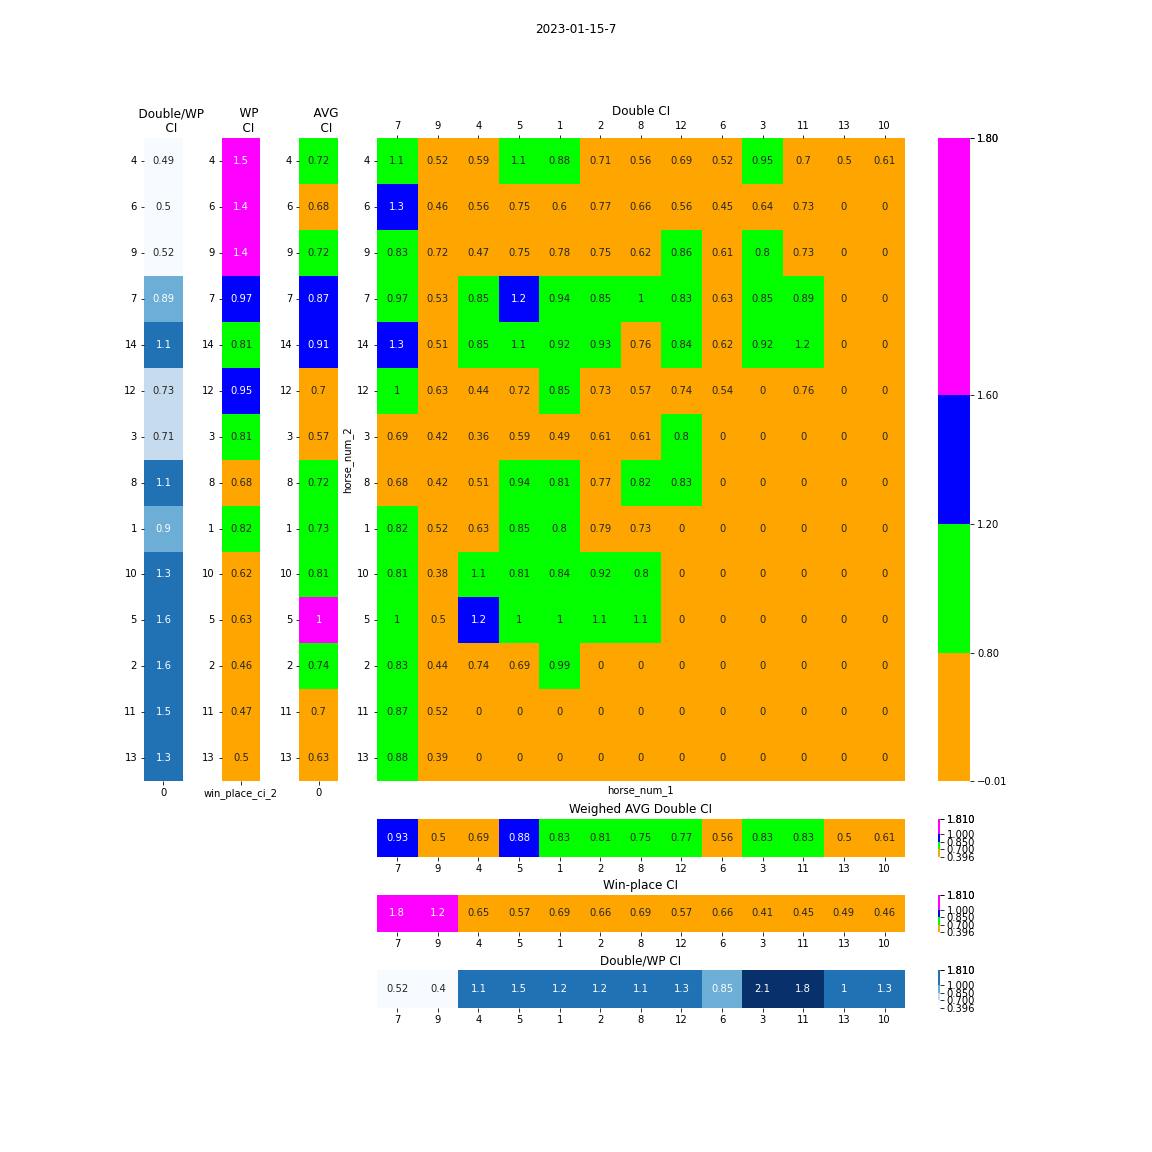 2023-01-15-7
Double/WP CI
WP CI
AVG CI
Double CI
7 9 4 5 1 2 8 12 6 3 11 13 10
4 0.49 4 1.5 4 0.72 4 1.1 0.52 0.59 1.1 0.88 0.71 0.56 0.69 0.52 0.95 0.7 0.5 0.61
6 0.5 6 1.4 6 0.68 6 1.3 0.46 0.56 0.75 0.6 0.77 0.66 0.56 0.45 0.64 0.73 0 0
9 0.52 9 1.4 9 0.72 9 0.83 0.72 0.47 0.75 0.78 0.75 0.62 0.86 0.61 0.8 0.73 0 0
7 0.89 7 0.97 7 0.87 7 0.97 0.53 0.85 1.2 0.94 0.85 1 0.83 0.63 0.85 0.89 0 0
14 1.1 14 0.81 14 0.91 14 1.3 0.51 0.85 1.1 0.92 0.93 0.76 0.84 0.62 0.92 1.2 0 0
12 0.73 12 0.95 12 0.7 12 1 0.63 0.44 0.72 0.85 0.73 0.57 0.74 0.54 0 0.76 0 0
3 0.71 3 0.81 3 0.57 3 0.69 0.42 0.36 0.59 0.49 0.61 0.61 0.8 0 0 0 0 0
8 1.1 8 0.68 8 0.72 8 0.68 0.42 0.51 0.94 0.81 0.77 0.82 0.83 0 0 0 0 0
1 0.9 1 0.82 1 0.73 1 0.82 0.52 0.63 0.85 0.8 0.79 0.73 0 0 0 0 0 0
10 1.3 10 0.62 10 0.81 10 0.81 0.38 1.1 0.81 0.84 0.92 0.8 0 0 0 0 0 0
5 1.6 5 0.63 5 1 5 1 0.5 1.2 1 1 1.1 1.1 0 0 0 0 0 0
2 1.6 2 0.46 2 0.74 2 0.83 0.44 0.74 0.69 0.99 0 0 0 0 0 0 0 0
11 1.5 11 0.47 11 0.7 11 0.87 0.52 0 0 0 0 0 0 0 0 0 0 0
13 1.3 13 0.5 13 0.63 13 0.88 0.39 0 0 0 0 0 0 0 0 0 0 0
0 win_place_ci_2 0
horse_num_2
horse_num_1
1.80
1.60
1.20
0.80
−0.01
Weighed AVG Double CI
0.93 0.5 0.69 0.88 0.83 0.81 0.75 0.77 0.56 0.83 0.83 0.5 0.61
7 9 4 5 1 2 8 12 6 3 11 13 10
1.810
1.000
0.850
0.700
0.396
Win-place CI
1.8 1.2 0.65 0.57 0.69 0.66 0.69 0.57 0.66 0.41 0.45 0.49 0.46
7 9 4 5 1 2 8 12 6 3 11 13 10
1.810
1.000
0.850
0.700
0.396
Double/WP CI
0.52 0.4 1.1 1.5 1.2 1.2 1.1 1.3 0.85 2.1 1.8 1 1.3
7 9 4 5 1 2 8 12 6 3 11 13 10
1.810
1.000
0.850
0.700
0.396